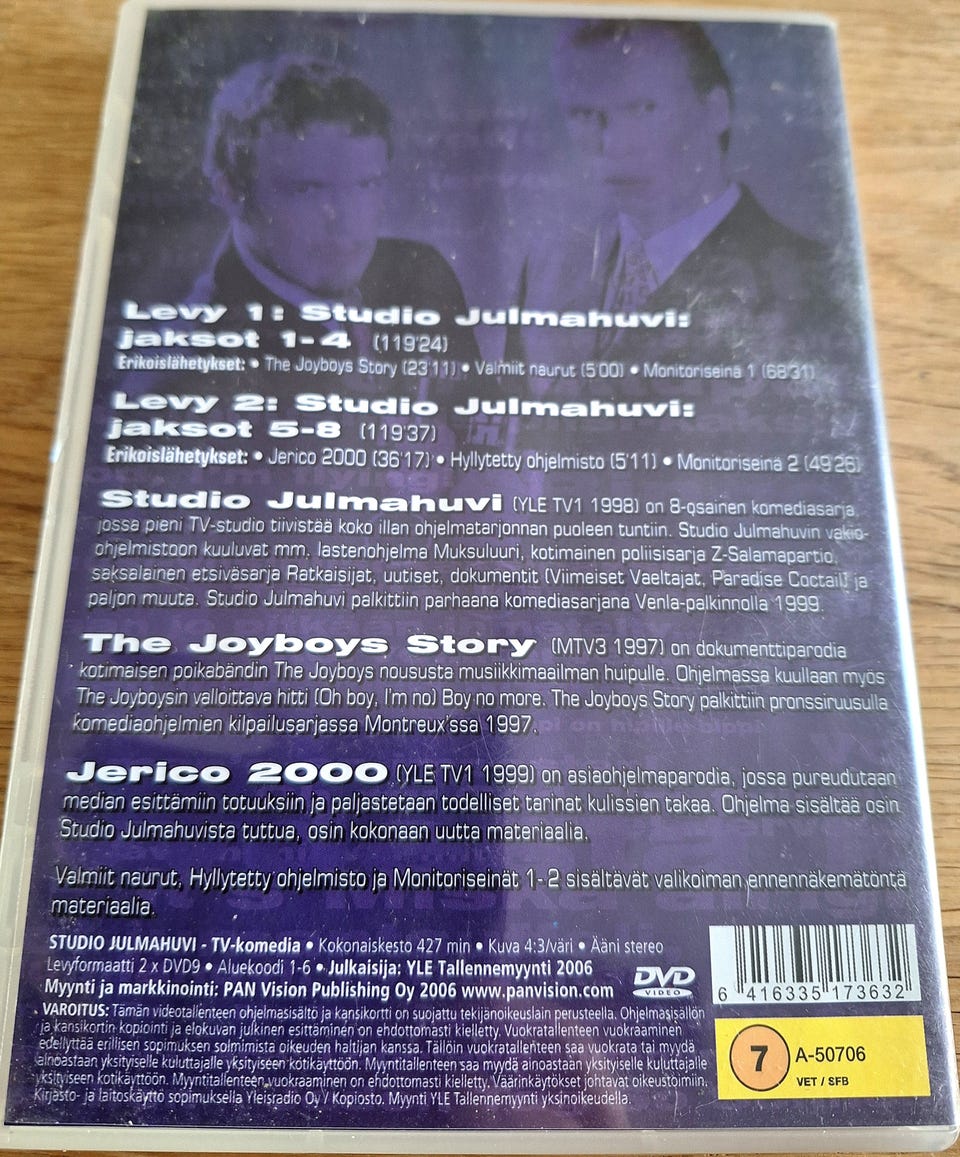 Levy 1: Studio Julmahuvi:
jaksot 1-4 (119'24)
Erikoislähetykset: • The Joyboys Story (23'11) • Valmiit naurut (5'00) • Monitoriseinä 1 (68'31)
Levy 2: Studio Julmahuvi:
jaksot 5-8 (119'37)
Erikoislähetykset: • Jerico 2000 (36'17) • Hyllytetty ohjelmisto (5'11) • Monitoriseinä 2 (49'26)
Studio Julmahuvi (YLE TV1 1998) on 8-osainen komediasarja,
jossa pieni TV-studio tiivistää koko illan ohjelmatarjonnan puoleen tuntiin. Studio Julmahuvin vakio-
ohjelmistoon kuuluvat mm. lastenohjelma Muksuluuri, kotimainen poliisisarja Z-Salamapartio,
saksalainen etsiväsarja Ratkaisijat, uutiset, dokumentit (Viimeiset Vaeltajat, Paradise Coctail) ja
paljon muuta. Studio Julmahuvi palkittiin parhaana komediasarjana Venla-palkinnolla 1999.
The Joyboys Story (MTV3 1997) on dokumenttiparodia
kotimaisen poikabändin The Joyboys noususta musiikkimaailman huipulle. Ohjelmassa kuullaan myös
The Joyboysin valloittava hitti (Oh boy, I'm no) Boy no more. The Joyboys Story palkittiin pronssiruusulla
komediaohjelmien kilpailusarjassa Montreux'ssa 1997.
Jerico 2000 (YLE TV1 1999) on asiaohjelmaparodia, jossa pureudutaan
median esittämiin totuuksiin ja paljastetaan todelliset tarinat kulissien takaa. Ohjelma sisältää osin
Studio Julmahuvista tuttua, osin kokonaan uutta materiaalia.
Valmiit naurut, Hyllytetty ohjelmisto ja Monitoriseinät 1-2 sisältävät valikoiman ennennäkemätöntä
materiaalia.
STUDIO JULMAHUVI - TV-komedia • Kokonaiskesto 427 min • Kuva 4:3/väri • Ääni stereo
Levyformaatti 2 x DVD9 • Aluekoodi 1-6 • Julkaisija: YLE Tallennemyynti 2006
Myynti ja markkinointi: PAN Vision Publishing Oy 2006 www.panvision.com
DVD
VIDEO
6 416335 173632
VAROITUS: Tämän videotallenteen ohjelmasisältö ja kansikortti on suojattu tekijänoikeuslain perusteella. Ohjelmasisällön
ja kansikortin kopiointi ja elokuvan julkinen esittäminen on ehdottomasti kielletty. Vuokratallenteen vuokraaminen
edellyttää erillisen sopimuksen solmimista oikeuden haltijan kanssa. Tällöin vuokratallenteen saa vuokrata tai myydä
ainoastaan yksityiselle kuluttajalle yksityiseen kotikäyttöön. Myyntitallenteen saa myydä ainoastaan yksityiselle kuluttajalle
yksityiseen kotikäyttöön. Myyntitallenteen vuokraaminen on ehdottomasti kielletty. Väärinkäytökset johtavat oikeustoimiin.
Kirjasto- ja laitoskäyttö sopimuksella Yleisradio Oy / Kopiosto. Myynti YLE Tallennemyynti yksinoikeudella.
7 A-50706
VET / SFB